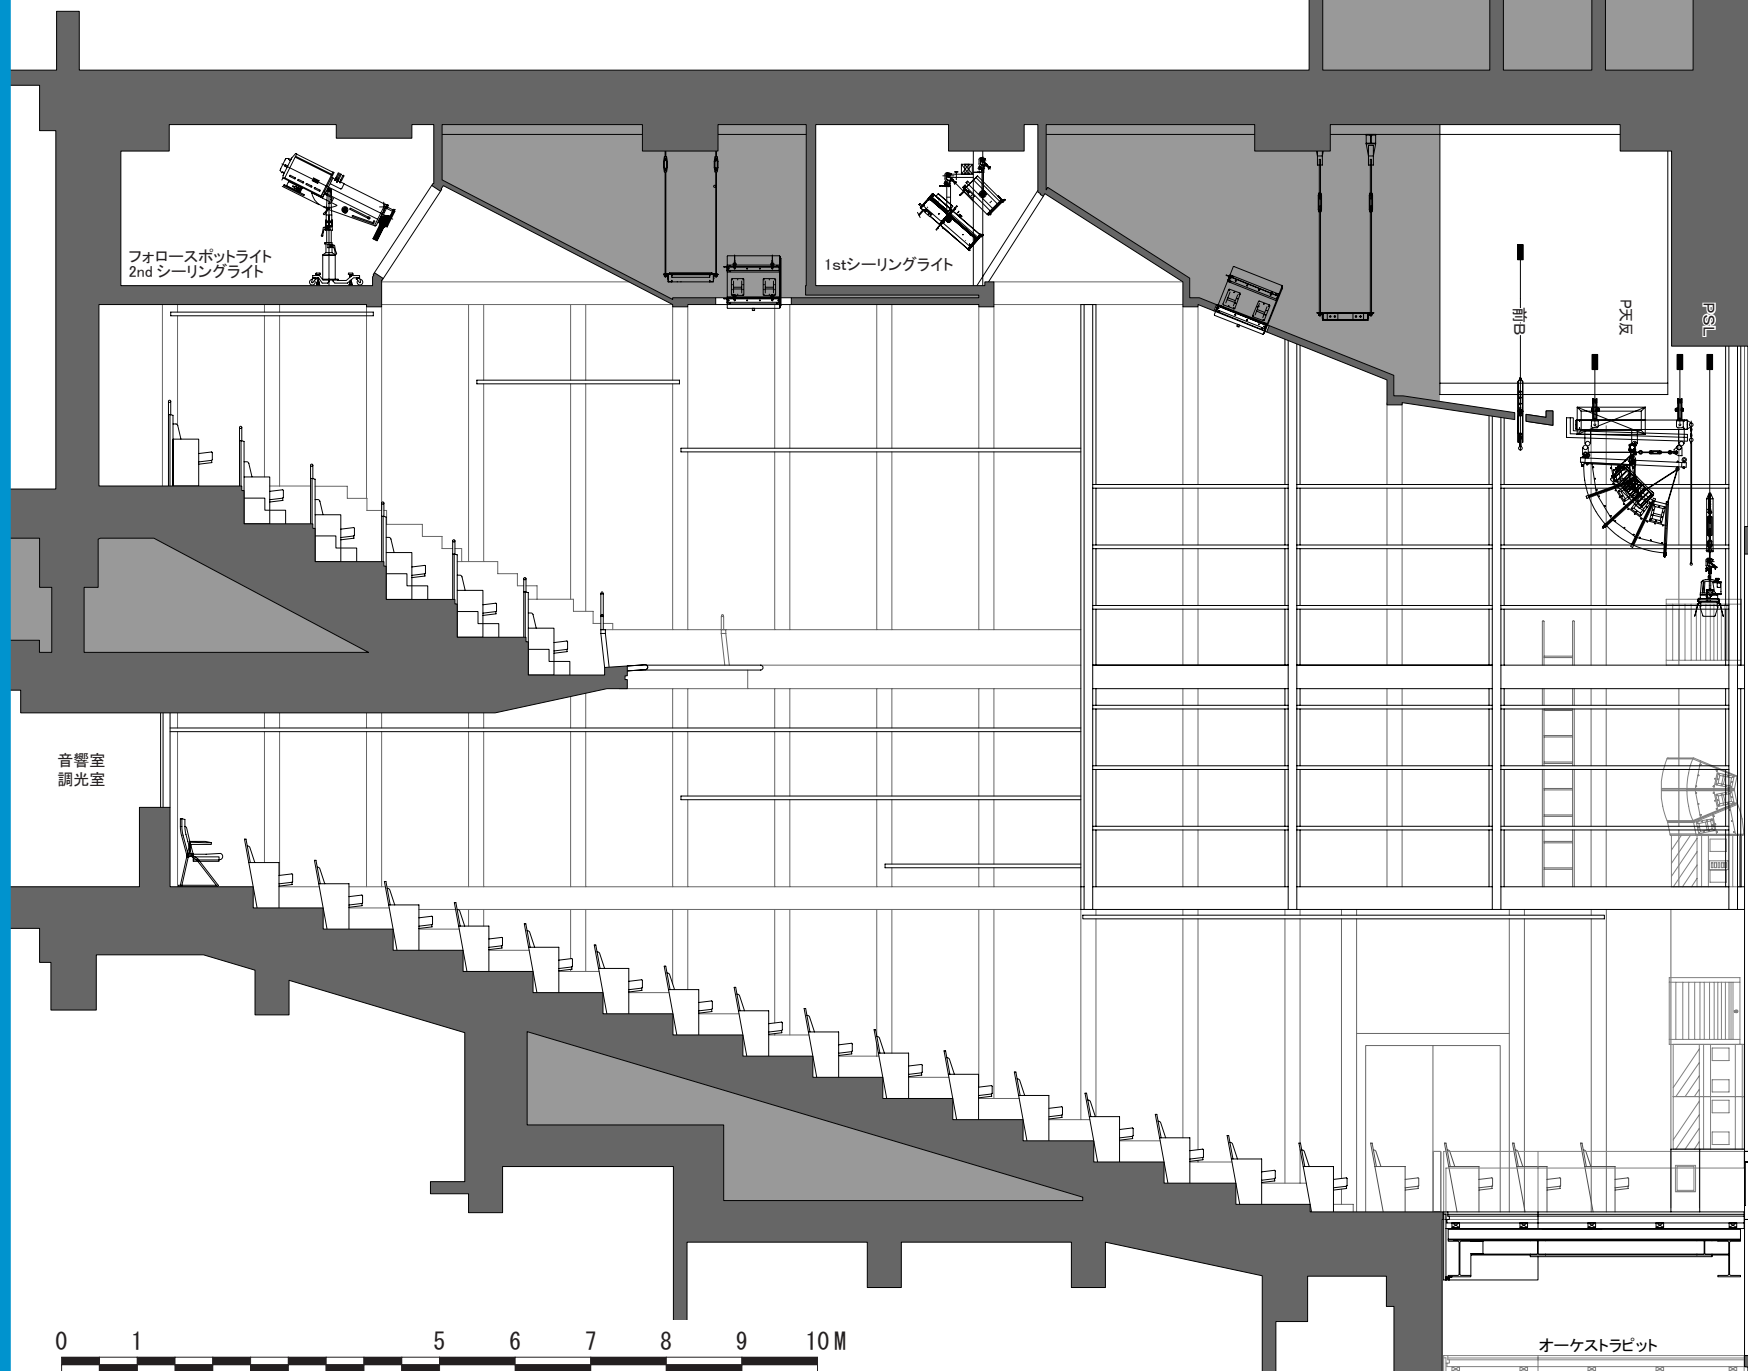 フォロースポットライト
2nd シーリングライト
1stシーリングライト
前B
P天反
PSL
音響室
調光室
0 1 5 6 7 8 9 10M
オーケストラピット